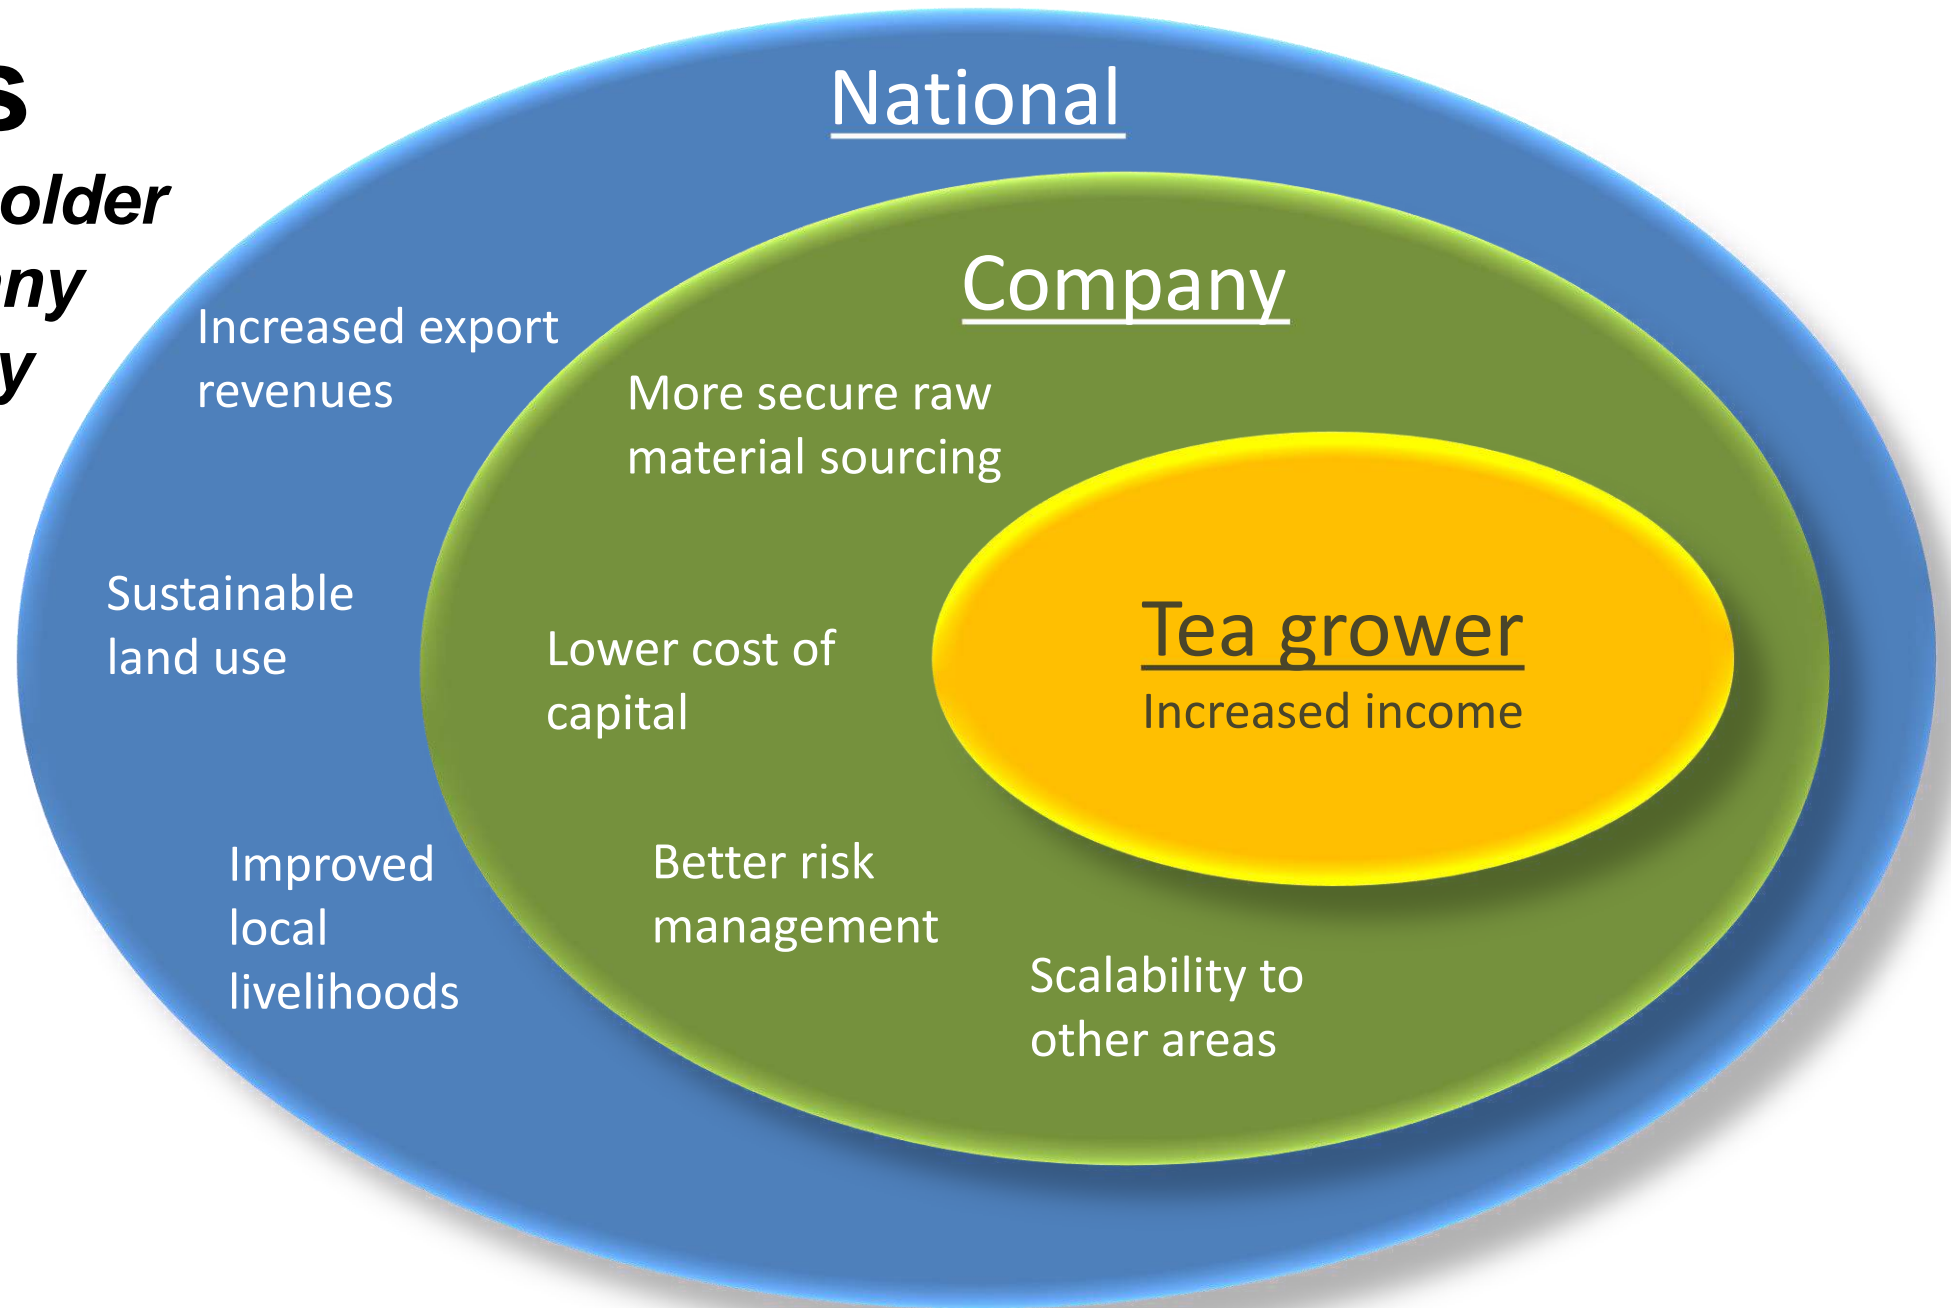 s
older
any
y
National
Company
Increased export
revenues
More secure raw
material sourcing
Sustainable
land use
Lower cost of
capital
Tea grower
Increased income
Improved
local
livelihoods
Better risk
management
Scalability to
other areas